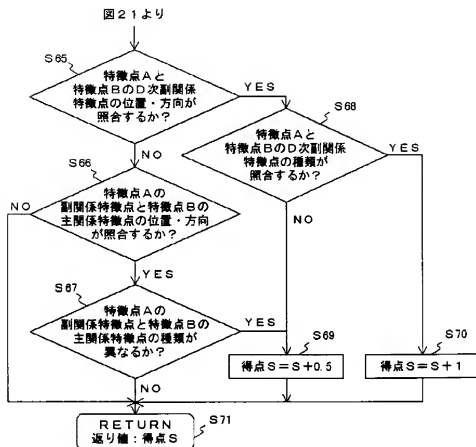 図21より
S65
特徴点Aと
特徴点BのD次副関係
特徴点の位置・方向が
照合するか?
YES
S68
NO
特徴点Aと
特徴点BのD次副関係
特徴点の種類が
照合するか?
YES
NO
S66
特徴点Aの
副関係特徴点と特徴点Bの
主関係特徴点の位置・方向
が照合するか?
NO
YES
S67
特徴点Aの
副関係特徴点と特徴点Bの
主関係特徴点の種類が
異なるか?
YES
NO
S69
得点S=S+0.5
S70
得点S=S+1
S71
RETURN
返り値:得点S